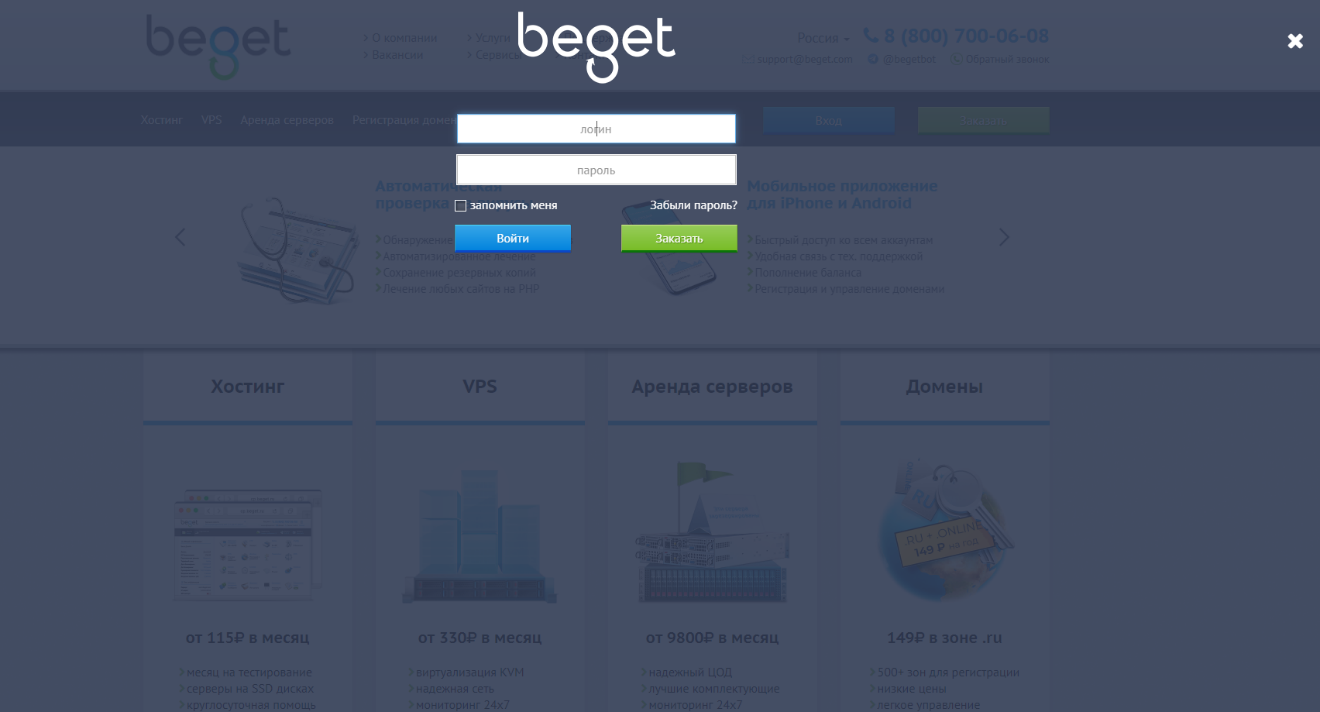 beget
beget
О компании
Услуги
Россия
8 (800) 700-06-08
Вакансии
Сервисы
support@beget.com
@begetbot
Обратный звонок
Хостинг
VPS
Аренда серверов
Регистрация домен
Вход
Заказать
логин
пароль
запомнить меня
Забыли пароль?
Войти
Заказать
Автоматическая
проверка
Обнаружение
Автоматизированное лечение
Сохранение резервных копий
Лечение любых сайтов на PHP
Мобильное приложение
для iPhone и Android
Быстрый доступ ко всем аккаунтам
Удобная связь с тех. поддержкой
Пополнение баланса
Регистрация и управление доменами
Хостинг
VPS
Аренда серверов
Домены
RU + ONLINE
149 ₽ на год
от 115₽ в месяц
от 330₽ в месяц
от 9800₽ в месяц
149₽ в зоне .ru
месяц на тестирование
виртуализация KVM
надежный ЦОД
500+ зон для регистрации
серверы на SSD дисках
надежная сеть
лучшие комплектующие
низкие цены
круглосуточная помощь
мониторинг 24x7
мониторинг 24x7
легкое управление